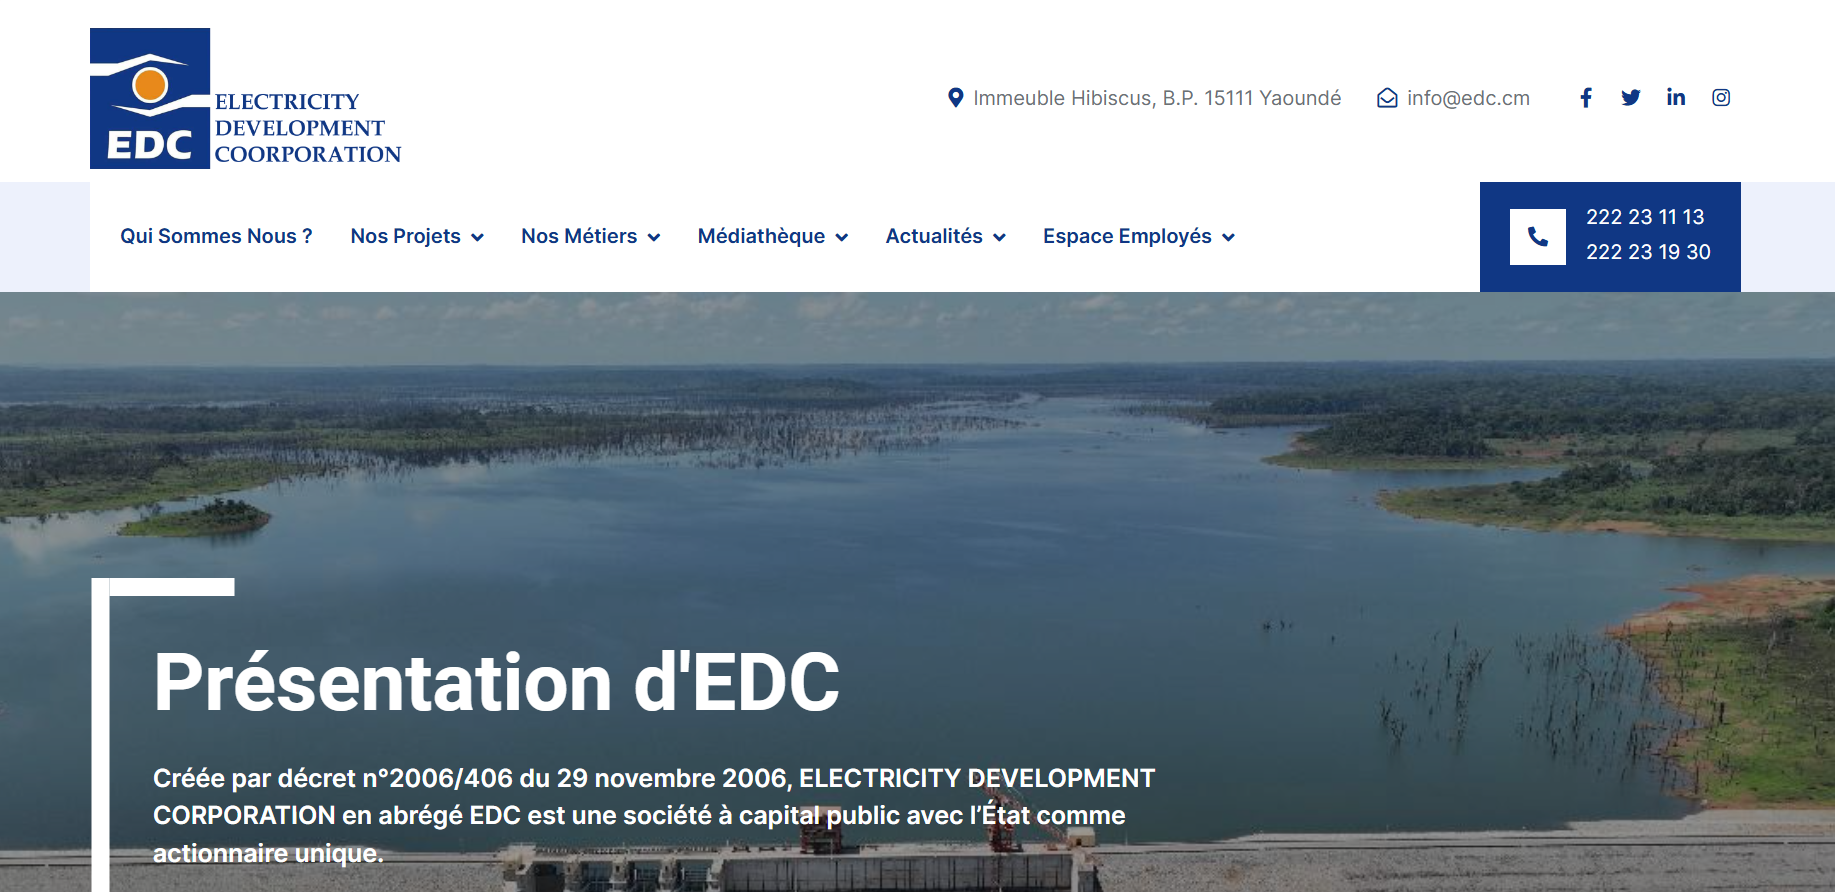 EDC
ELECTRICITY
DEVELOPMENT
COORPORATION
Immeuble Hibiscus, B.P. 15111 Yaoundé
info@edc.cm
Qui Sommes Nous ?
Nos Projets
Nos Métiers
Médiathèque
Actualités
Espace Employés
222 23 11 13
222 23 19 30
Présentation d'EDC
Créée par décret n°2006/406 du 29 novembre 2006, ELECTRICITY DEVELOPMENT
CORPORATION en abrégé EDC est une société à capital public avec l’État comme
actionnaire unique.